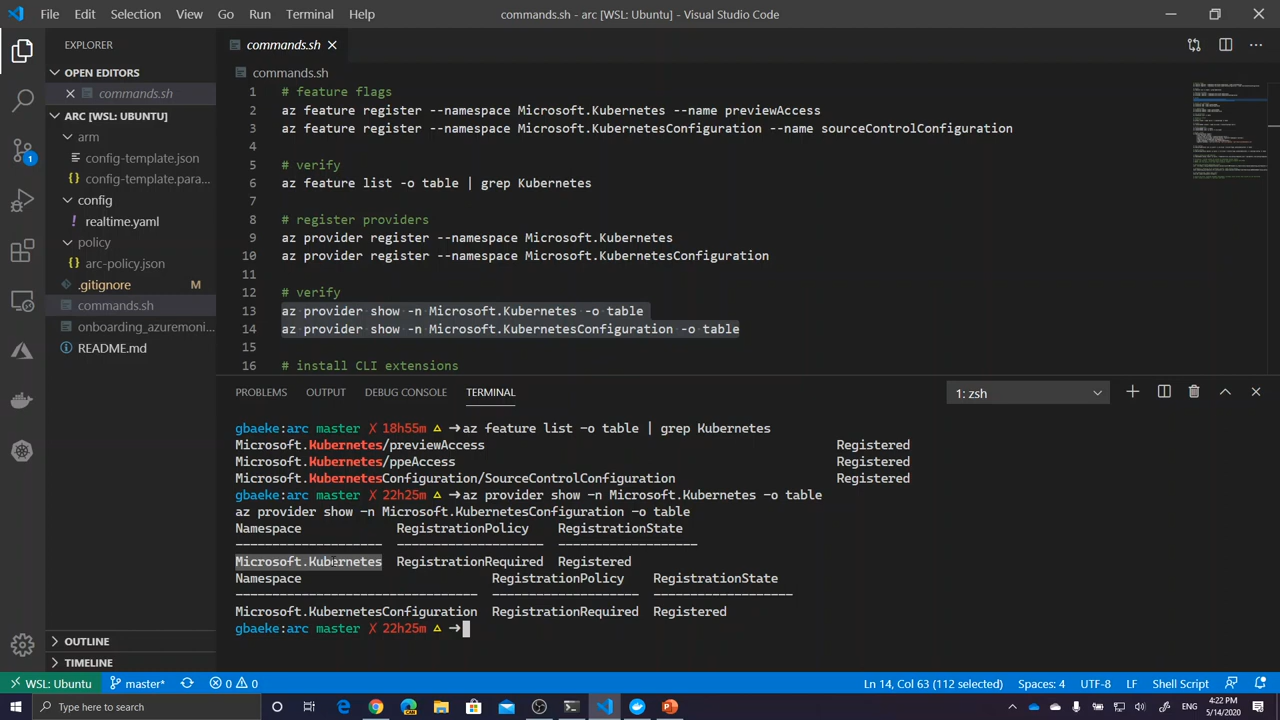 File Edit Selection View Go Run Terminal Help
commands.sh - arc [WSL: Ubuntu] - Visual Studio Code
EXPLORER
OPEN EDITORS
commands.sh
ARC [WSL: UBUNTU]
arm
config-template.json
config-template.para...
config
realtime.yaml
policy
arc-policy.json
.gitignore M
commands.sh
onboarding_azuremoni...
README.md
OUTLINE
TIMELINE
1
commands.sh
commands.sh
1 # feature flags
2 az feature register --namespace Microsoft.Kubernetes --name previewAccess
3 az feature register --namespace Microsoft.KubernetesConfiguration --name sourceControlConfiguration
4
5 # verify
6 az feature list -o table | grep Kubernetes
7
8 # register providers
9 az provider register --namespace Microsoft.Kubernetes
10 az provider register --namespace Microsoft.KubernetesConfiguration
11
12 # verify
13 az provider show -n Microsoft.Kubernetes -o table
14 az provider show -n Microsoft.KubernetesConfiguration -o table
15
16 # install CLI extensions
PROBLEMS OUTPUT DEBUG CONSOLE TERMINAL
1: zsh
gbaeke:arc master ✗ 18h55m △ ➜az feature list -o table | grep Kubernetes
Microsoft.Kubernetes/previewAccess Registered
Microsoft.Kubernetes/ppeAccess Registered
Microsoft.KubernetesConfiguration/SourceControlConfiguration Registered
gbaeke:arc master ✗ 22h25m △ ➜az provider show -n Microsoft.Kubernetes -o table
az provider show -n Microsoft.KubernetesConfiguration -o table
Namespace RegistrationPolicy RegistrationState
-------------------- -------------------- -------------------
Microsoft.Kubernetes RegistrationRequired Registered
Namespace RegistrationPolicy RegistrationState
--------------------------------- -------------------- -------------------
Microsoft.KubernetesConfiguration RegistrationRequired Registered
gbaeke:arc master ✗ 22h25m △ ➜
WSL: Ubuntu master* 0 0
Ln 14, Col 63 (112 selected) Spaces: 4 UTF-8 LF Shell Script
Type here to search
ENG
4:22 PM
5/14/2020